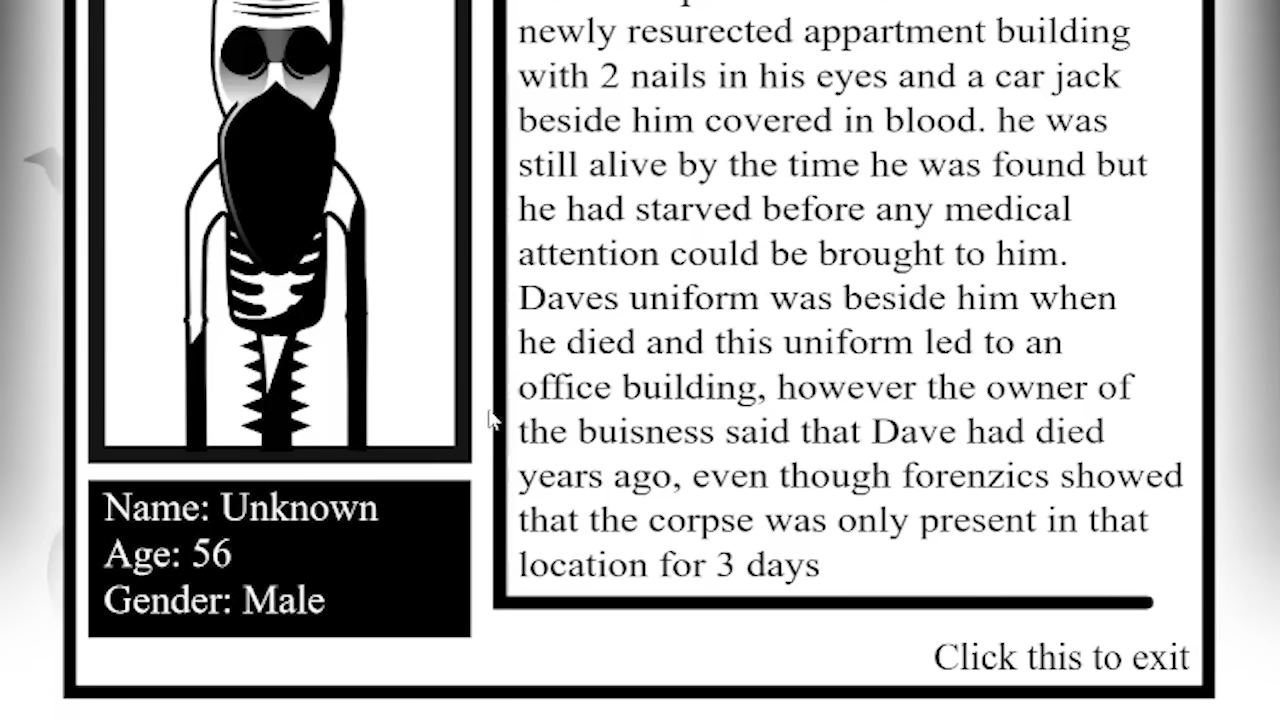 newly resurected appartment building
with 2 nails in his eyes and a car jack
beside him covered in blood. he was
still alive by the time he was found but
he had starved before any medical
attention could be brought to him.
Daves uniform was beside him when
he died and this uniform led to an
office building, however the owner of
the buisness said that Dave had died
years ago, even though forenzics showed
that the corpse was only present in that
location for 3 days
Name: Unknown
Age: 56
Gender: Male
Click this to exit